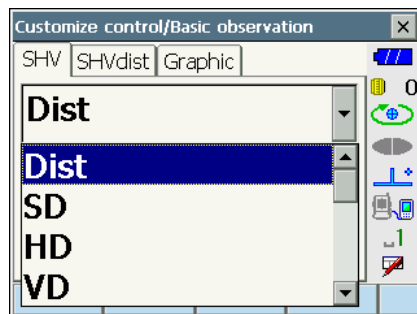 Customize control/Basic observation
SHV SHVdist Graphic
Dist
0
Dist
SD
HD
1
VD